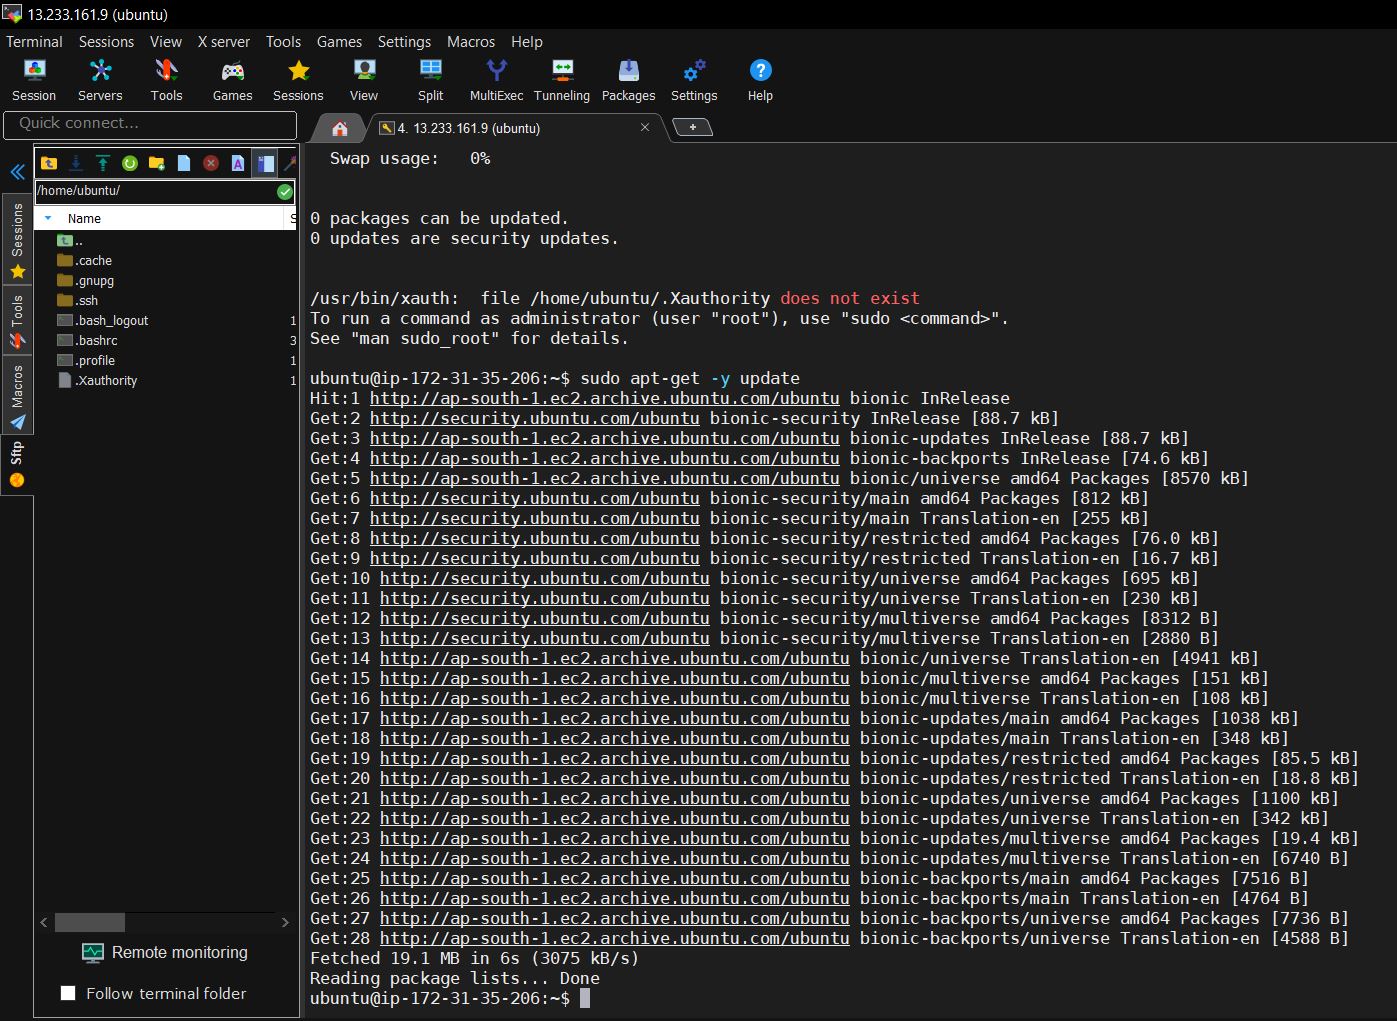 13.233.161.9 (ubuntu)
Terminal Sessions View X server Tools Games Settings Macros Help
Session Servers Tools Games Sessions View Split MultiExec Tunneling Packages Settings Help
Quick connect...
4. 13.233.161.9 (ubuntu)
/home/ubuntu/
Name S
..
.cache
.gnupg
.ssh
.bash_logout 1
.bashrc 3
.profile 1
.Xauthority 1
Sessions
Tools
Macros
Sftp
Remote monitoring
Follow terminal folder
Swap usage: 0%
0 packages can be updated.
0 updates are security updates.
/usr/bin/xauth: file /home/ubuntu/.Xauthority does not exist
To run a command as administrator (user "root"), use "sudo <command>".
See "man sudo_root" for details.
ubuntu@ip-172-31-35-206:~$ sudo apt-get -y update
Hit:1 http://ap-south-1.ec2.archive.ubuntu.com/ubuntu bionic InRelease
Get:2 http://security.ubuntu.com/ubuntu bionic-security InRelease [88.7 kB]
Get:3 http://ap-south-1.ec2.archive.ubuntu.com/ubuntu bionic-updates InRelease [88.7 kB]
Get:4 http://ap-south-1.ec2.archive.ubuntu.com/ubuntu bionic-backports InRelease [74.6 kB]
Get:5 http://ap-south-1.ec2.archive.ubuntu.com/ubuntu bionic/universe amd64 Packages [8570 kB]
Get:6 http://security.ubuntu.com/ubuntu bionic-security/main amd64 Packages [812 kB]
Get:7 http://security.ubuntu.com/ubuntu bionic-security/main Translation-en [255 kB]
Get:8 http://security.ubuntu.com/ubuntu bionic-security/restricted amd64 Packages [76.0 kB]
Get:9 http://security.ubuntu.com/ubuntu bionic-security/restricted Translation-en [16.7 kB]
Get:10 http://security.ubuntu.com/ubuntu bionic-security/universe amd64 Packages [695 kB]
Get:11 http://security.ubuntu.com/ubuntu bionic-security/universe Translation-en [230 kB]
Get:12 http://security.ubuntu.com/ubuntu bionic-security/multiverse amd64 Packages [8312 B]
Get:13 http://security.ubuntu.com/ubuntu bionic-security/multiverse Translation-en [2880 B]
Get:14 http://ap-south-1.ec2.archive.ubuntu.com/ubuntu bionic/universe Translation-en [4941 kB]
Get:15 http://ap-south-1.ec2.archive.ubuntu.com/ubuntu bionic/multiverse amd64 Packages [151 kB]
Get:16 http://ap-south-1.ec2.archive.ubuntu.com/ubuntu bionic/multiverse Translation-en [108 kB]
Get:17 http://ap-south-1.ec2.archive.ubuntu.com/ubuntu bionic-updates/main amd64 Packages [1038 kB]
Get:18 http://ap-south-1.ec2.archive.ubuntu.com/ubuntu bionic-updates/main Translation-en [348 kB]
Get:19 http://ap-south-1.ec2.archive.ubuntu.com/ubuntu bionic-updates/restricted amd64 Packages [85.5 kB]
Get:20 http://ap-south-1.ec2.archive.ubuntu.com/ubuntu bionic-updates/restricted Translation-en [18.8 kB]
Get:21 http://ap-south-1.ec2.archive.ubuntu.com/ubuntu bionic-updates/universe amd64 Packages [1100 kB]
Get:22 http://ap-south-1.ec2.archive.ubuntu.com/ubuntu bionic-updates/universe Translation-en [342 kB]
Get:23 http://ap-south-1.ec2.archive.ubuntu.com/ubuntu bionic-updates/multiverse amd64 Packages [19.4 kB]
Get:24 http://ap-south-1.ec2.archive.ubuntu.com/ubuntu bionic-updates/multiverse Translation-en [6740 B]
Get:25 http://ap-south-1.ec2.archive.ubuntu.com/ubuntu bionic-backports/main amd64 Packages [7516 B]
Get:26 http://ap-south-1.ec2.archive.ubuntu.com/ubuntu bionic-backports/main Translation-en [4764 B]
Get:27 http://ap-south-1.ec2.archive.ubuntu.com/ubuntu bionic-backports/universe amd64 Packages [7736 B]
Get:28 http://ap-south-1.ec2.archive.ubuntu.com/ubuntu bionic-backports/universe Translation-en [4588 B]
Fetched 19.1 MB in 6s (3075 kB/s)
Reading package lists... Done
ubuntu@ip-172-31-35-206:~$